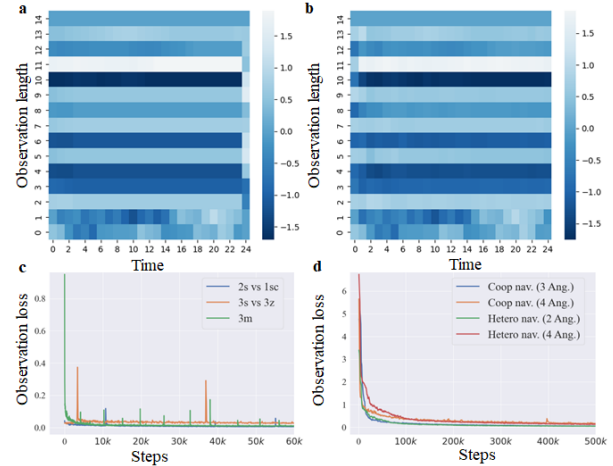 a
b
Observation length
14
13
12
11
10
9
8
7
6
5
4
3
2
1
0
0 2 4 6 8 10 12 14 16 18 20 22 24
Time
1.5
1.0
0.5
0.0
−0.5
−1.0
−1.5
Observation length
14
13
12
11
10
9
8
7
6
5
4
3
2
1
0
0 2 4 6 8 10 12 14 16 18 20 22 24
Time
1.5
1.0
0.5
0.0
−0.5
−1.0
−1.5
c
Observation loss
0.8
0.6
0.4
0.2
0.0
2s vs 1sc
3s vs 3z
3m
0 10k 20k 30k 40k 50k 60k
Steps
d
Observation loss
6
5
4
3
2
1
0
Coop nav. (3 Ang.)
Coop nav. (4 Ang.)
Hetero nav. (2 Ang.)
Hetero nav. (4 Ang.)
0 100k 200k 300k 400k 500k
Steps